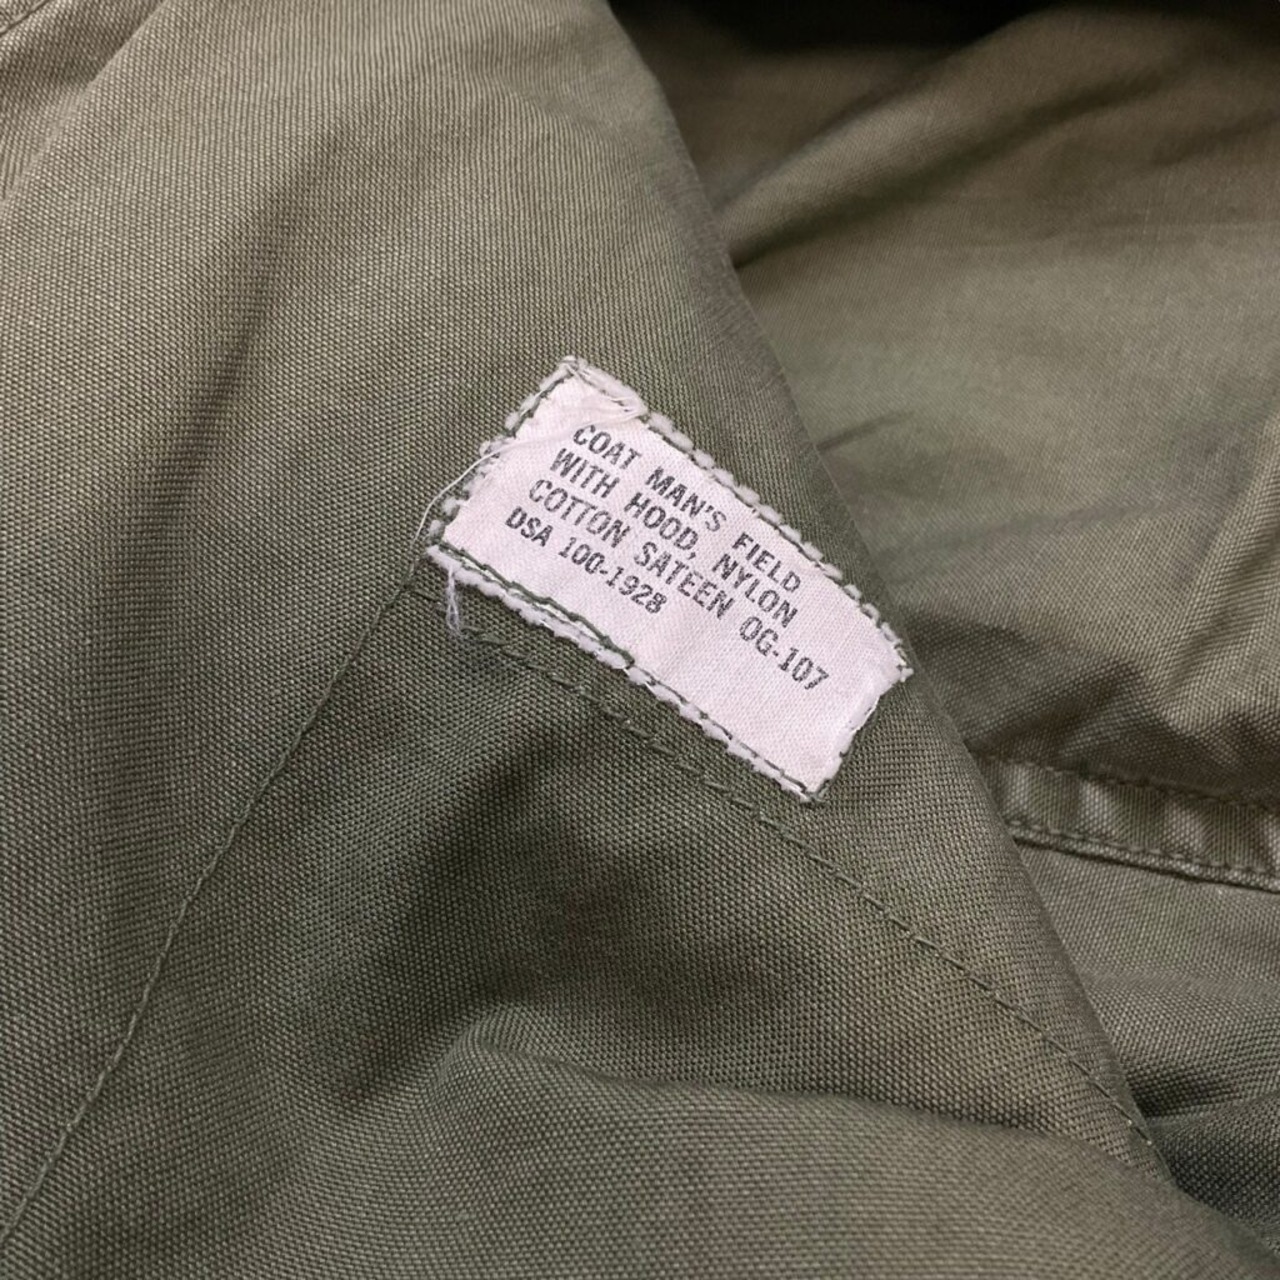 COAT MAN'S FIELD
WITH HOOD, NYLON
COTTON SATEEN OG-107
DSA 100-1928